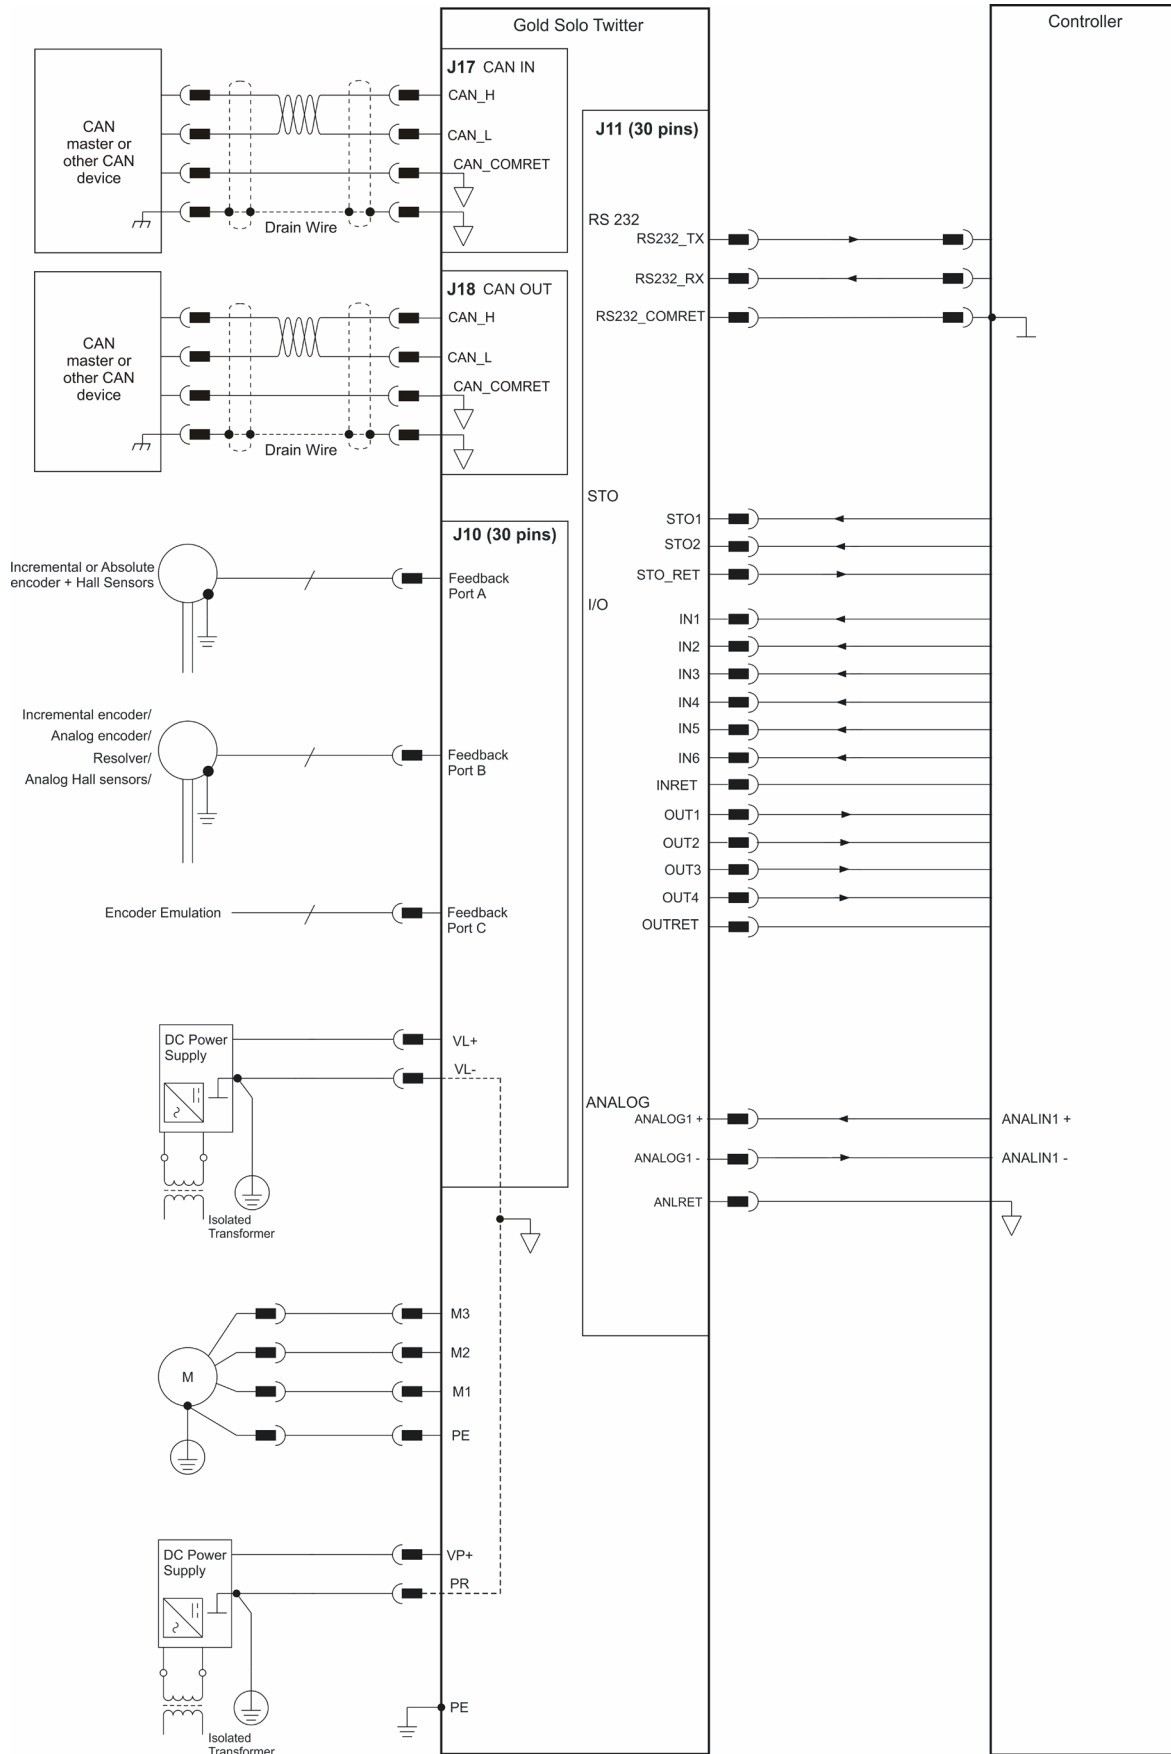 Gold Solo Twitter
Controller
J17 CAN IN
CAN_H
CAN_L
CAN_COMRET
CAN
master or
other CAN
device
Drain Wire
J18 CAN OUT
CAN_H
CAN_L
CAN_COMRET
CAN
master or
other CAN
device
Drain Wire
J10 (30 pins)
Incremental or Absolute
encoder + Hall Sensors
Feedback
Port A
Incremental encoder/
Analog encoder/
Resolver/
Analog Hall sensors/
Feedback
Port B
Encoder Emulation
Feedback
Port C
DC Power
Supply
VL+
VL-
Isolated
Transformer
M3
M2
M1
M
PE
DC Power
Supply
VP+
PR
PE
Isolated
Transformer
J11 (30 pins)
RS 232
RS232_TX
RS232_RX
RS232_COMRET
STO
STO1
STO2
STO_RET
I/O
IN1
IN2
IN3
IN4
IN5
IN6
INRET
OUT1
OUT2
OUT3
OUT4
OUTRET
ANALOG
ANALOG1 +
ANALOG1 -
ANLRET
ANALIN1 +
ANALIN1 -